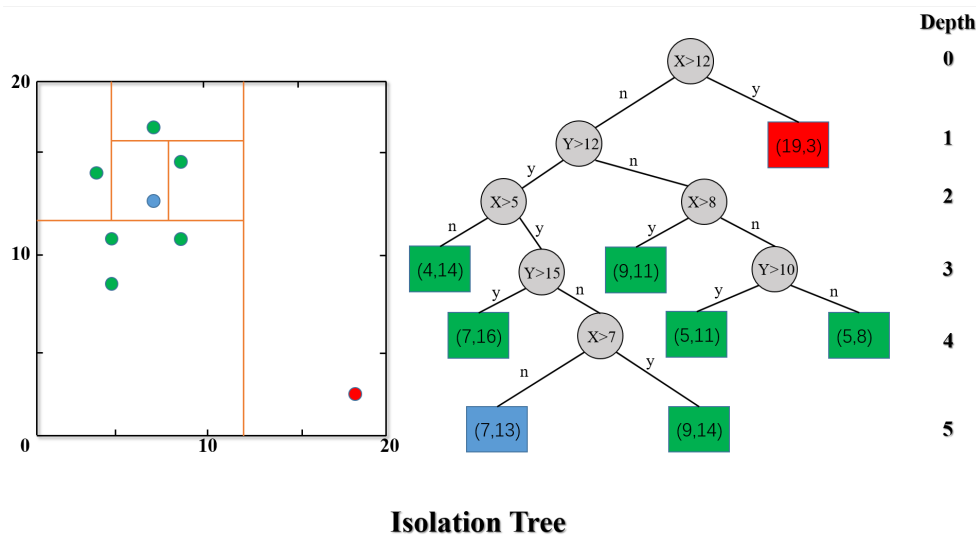 Depth
20
X>12
0
n
y
Y>12
(19,3)
1
y
n
X>5
X>8
2
n
y
y
n
10
(4,14)
Y>15
(9,11)
Y>10
3
y
n
y
n
(7,16)
X>7
(5,11)
(5,8)
4
n
y
(7,13)
(9,14)
5
0
10
20
Isolation Tree